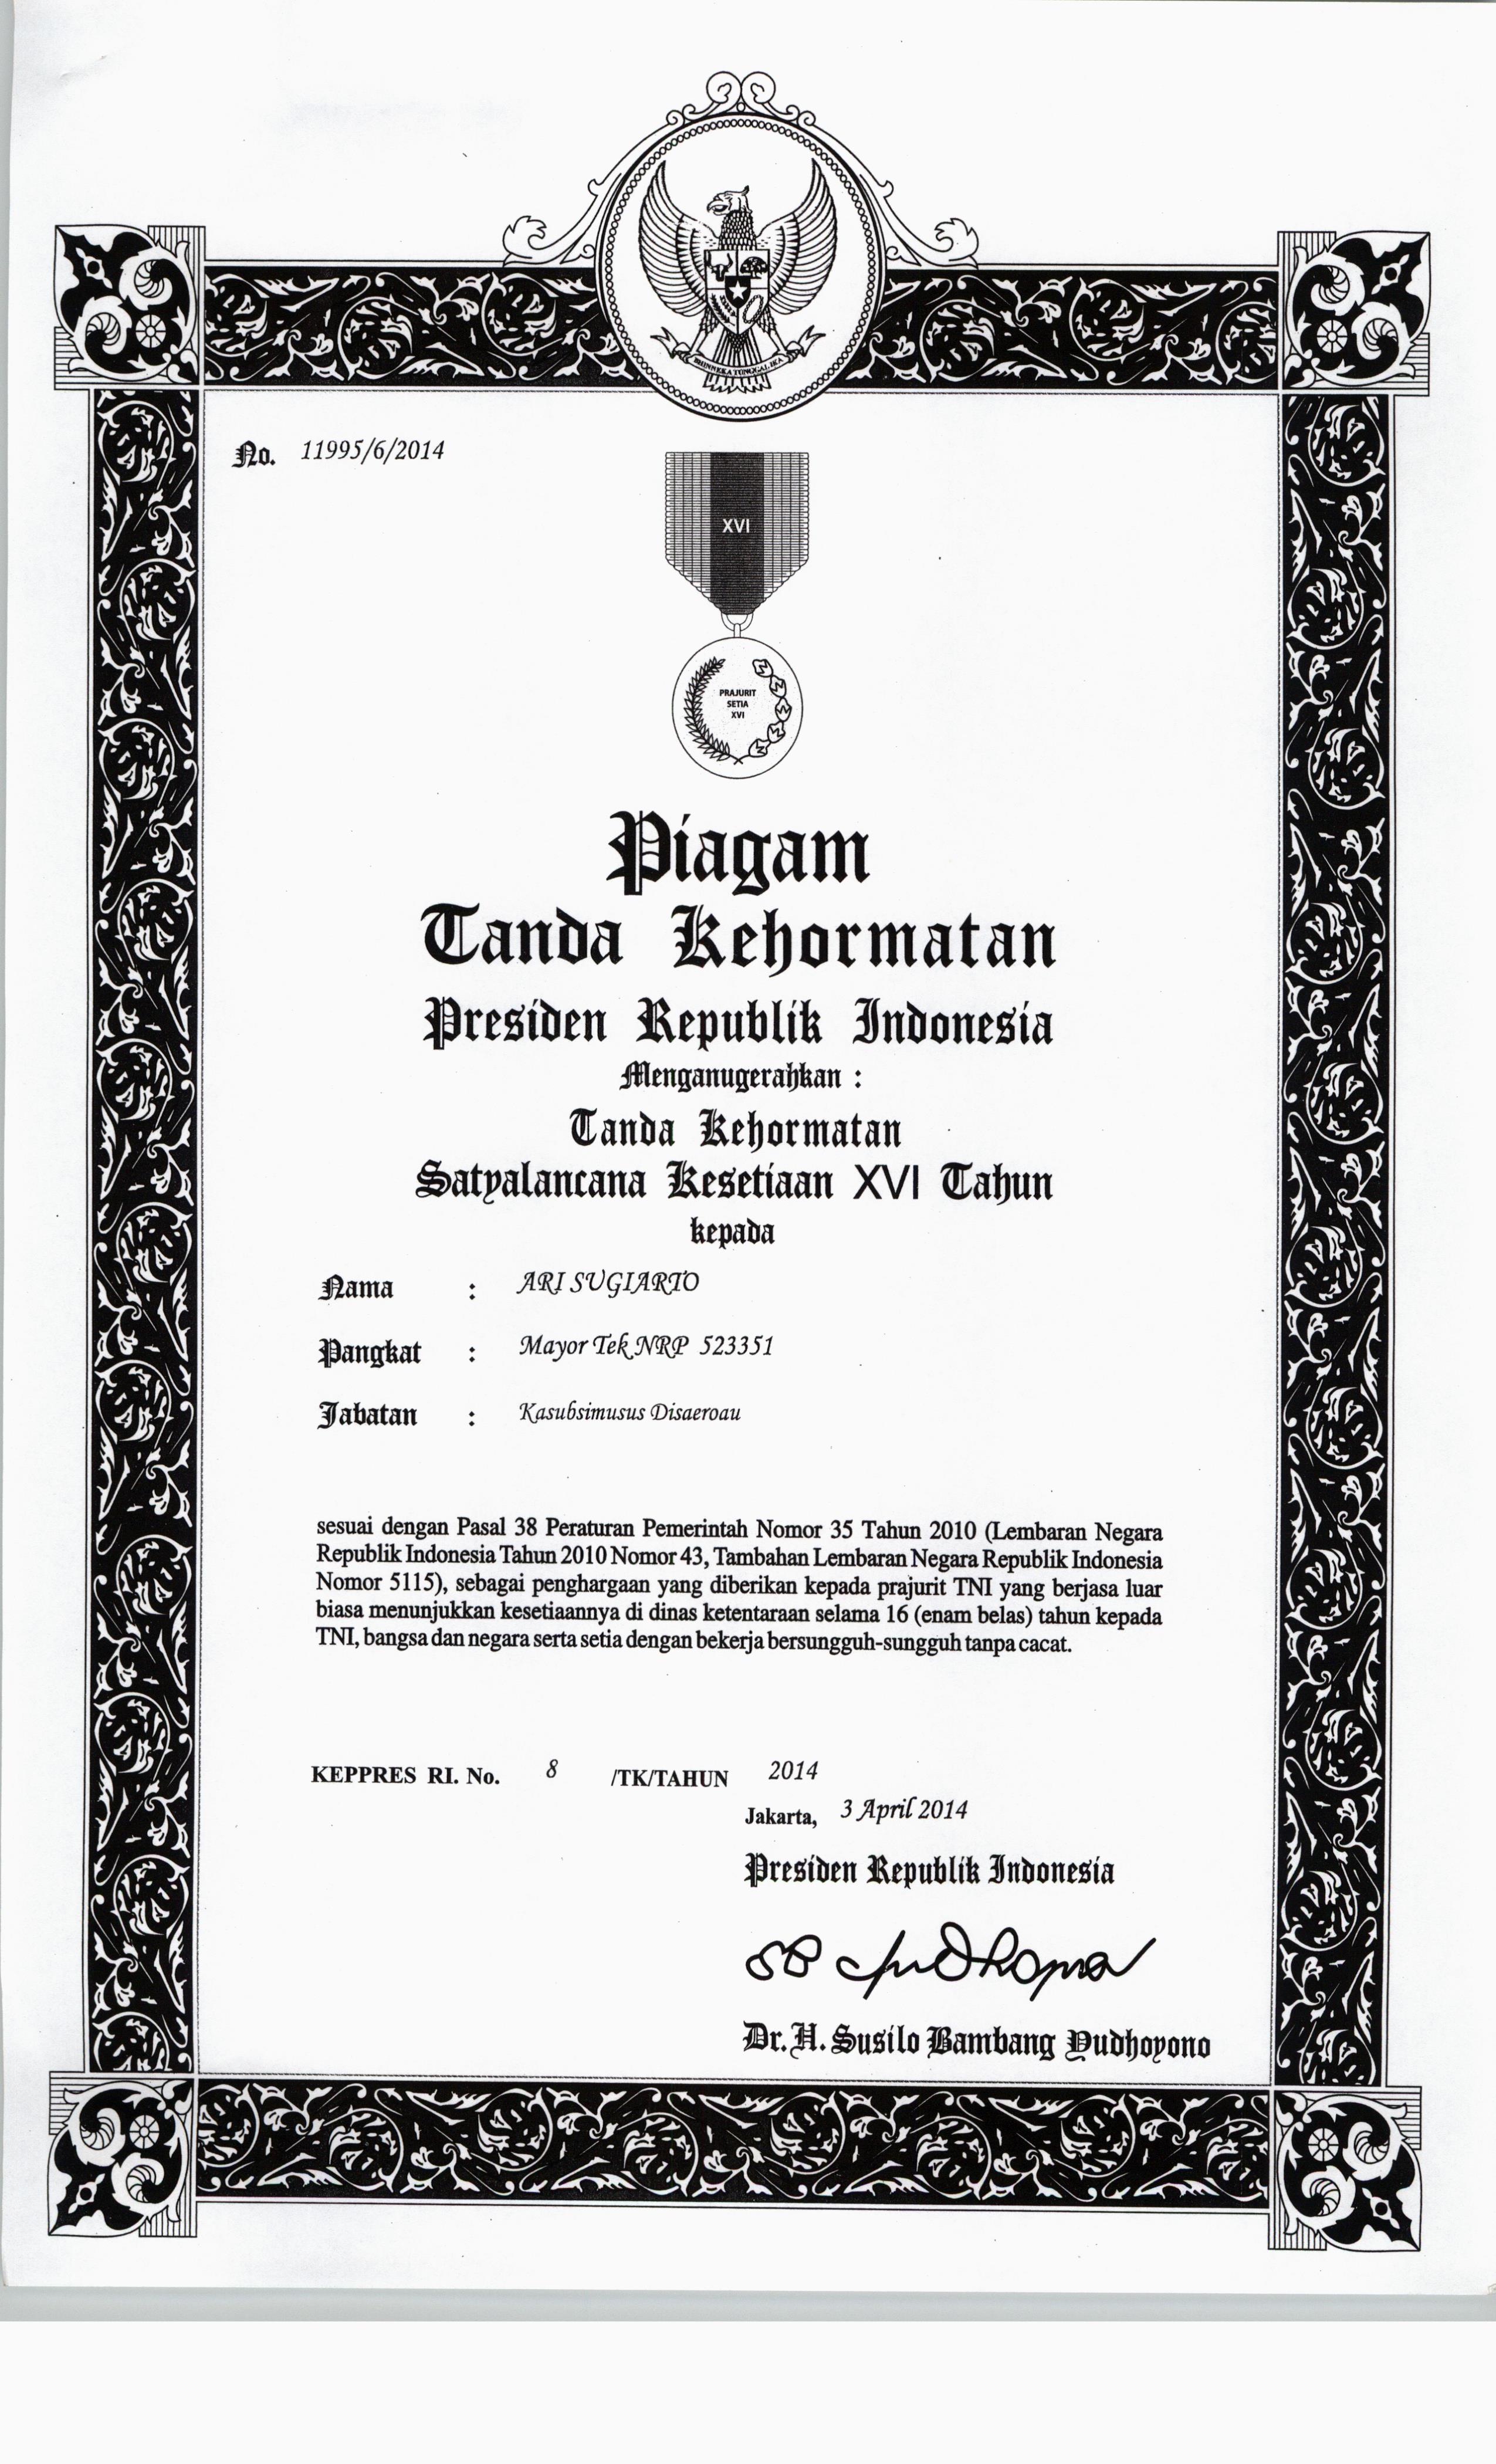 BHINNEKA TUNGGAL IKA
No. 11995/6/2014
XVI
PRAJURIT
SETIA
XVI
Piagam
Tanda Kehormatan
Presiden Republik Indonesia
Menganugerahkan :
Tanda Kehormatan
Satyalancana Kesetiaan XVI Tahun
kepada
Nama : ARI SUGIARTO
Pangkat : Mayor Tek NRP 523351
Jabatan : Kasubsimusus Disaeroau
sesuai dengan Pasal 38 Peraturan Pemerintah Nomor 35 Tahun 2010 (Lembaran Negara
Republik Indonesia Tahun 2010 Nomor 43, Tambahan Lembaran Negara Republik Indonesia
Nomor 5115), sebagai penghargaan yang diberikan kepada prajurit TNI yang berjasa luar
biasa menunjukkan kesetiaannya di dinas ketentaraan selama 16 (enam belas) tahun kepada
TNI, bangsa dan negara serta setia dengan bekerja bersungguh-sungguh tanpa cacat.
KEPPRES RI. No. 8 /TK/TAHUN 2014
Jakarta, 3 April 2014
Presiden Republik Indonesia
SB Yudhoyono
Dr. H. Susilo Bambang Yudhoyono